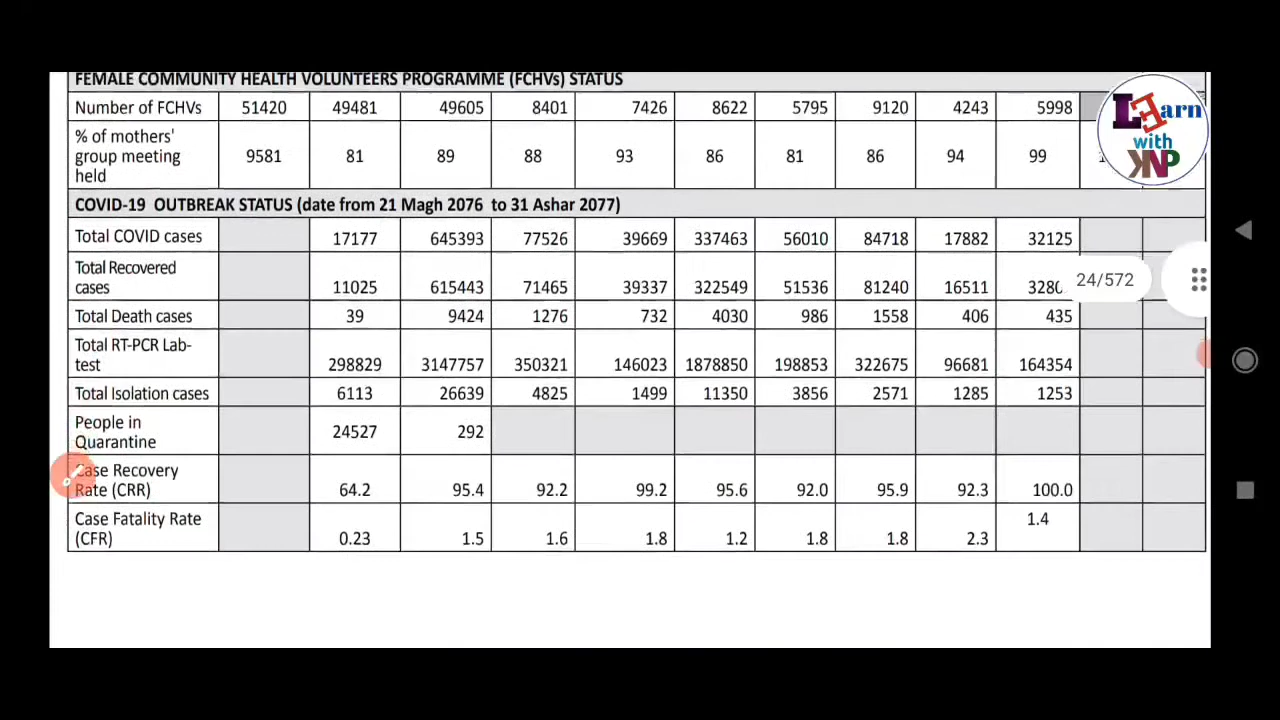 FEMALE COMMUNITY HEALTH VOLUNTEERS PROGRAMME (FCHVs) STATUS
Number of FCHVs 51420 49481 49605 8401 7426 8622 5795 9120 4243 5998
% of mothers'
group meeting
held 9581 81 89 88 93 86 81 86 94 99
COVID-19 OUTBREAK STATUS (date from 21 Magh 2076 to 31 Ashar 2077)
Total COVID cases 17177 645393 77526 39669 337463 56010 84718 17882 32125
Total Recovered
cases 11025 615443 71465 39337 322549 51536 81240 16511
Total Death cases 39 9424 1276 732 4030 986 1558 406 435
Total RT-PCR Lab-
test 298829 3147757 350321 146023 1878850 198853 322675 96681 164354
Total Isolation cases 6113 26639 4825 1499 11350 3856 2571 1285 1253
People in
Quarantine 24527 292
Case Recovery
Rate (CRR) 64.2 95.4 92.2 99.2 95.6 92.0 95.9 92.3 100.0
Case Fatality Rate
(CFR) 0.23 1.5 1.6 1.8 1.2 1.8 1.8 2.3 1.4
LEarn
with
KNP
24/572